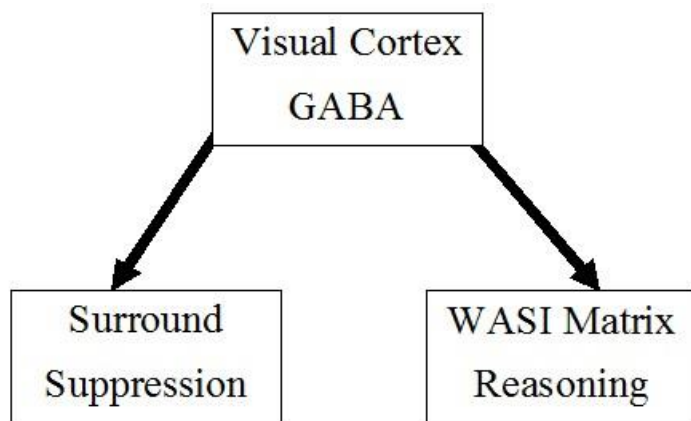 Visual Cortex
GABA
Surround
Suppression
WASI Matrix
Reasoning